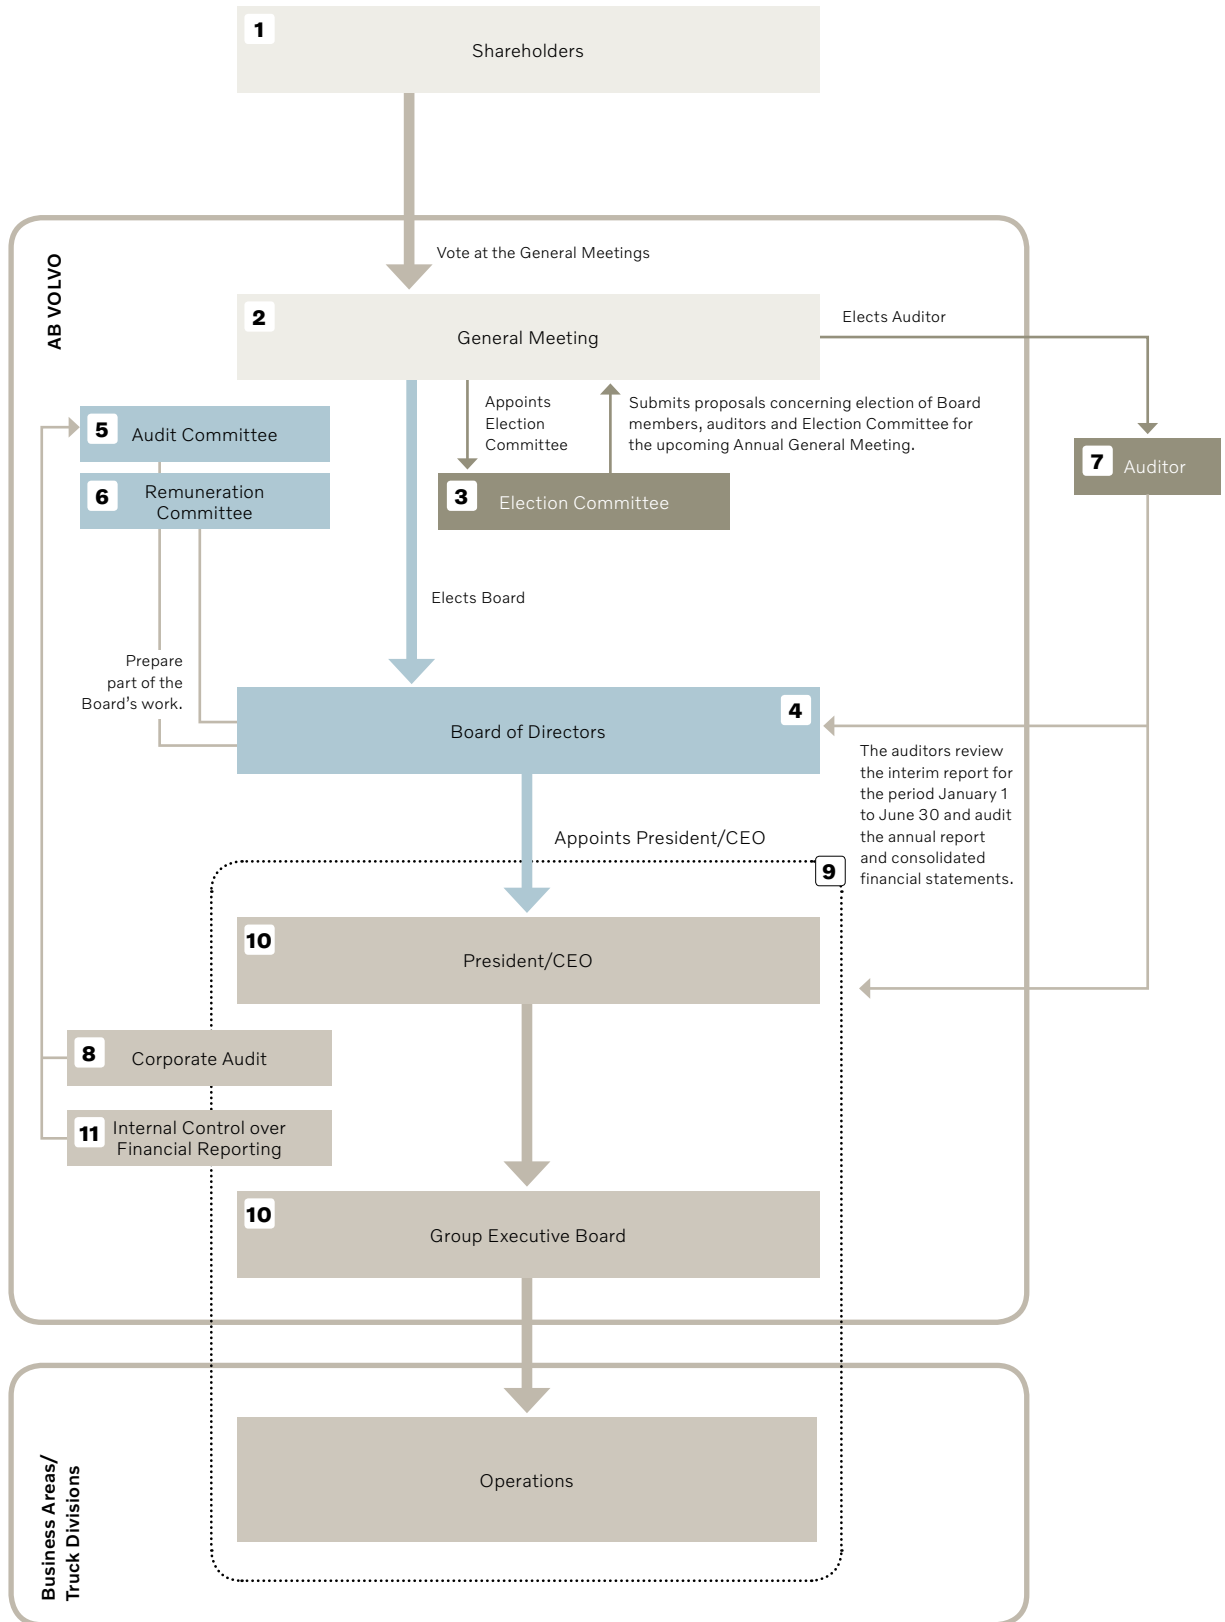 1
Shareholders
Vote at the General Meetings
AB VOLVO
2
General Meeting
Elects Auditor
5
Audit Committee
6
Remuneration
Committee
Appoints
Election
Committee
Submits proposals concerning election of Board
members, auditors and Election Committee for
the upcoming Annual General Meeting.
3
Election Committee
7
Auditor
Elects Board
Prepare
part of the
Board’s work.
4
Board of Directors
The auditors review
the interim report for
the period January 1
to June 30 and audit
the annual report
and consolidated
financial statements.
Appoints President/CEO
9
10
President/CEO
8
Corporate Audit
11
Internal Control over
Financial Reporting
10
Group Executive Board
Operations
Business Areas/
Truck Divisions